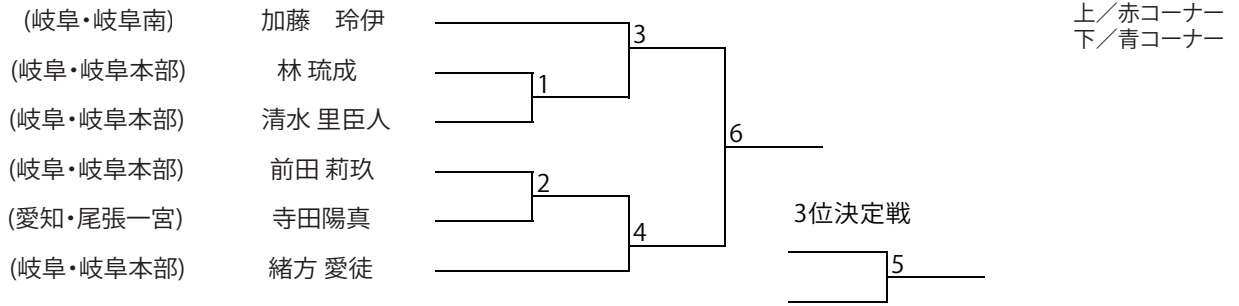 (岐阜・岐阜南) 加藤　玲伊
上／赤コーナー
下／青コーナー
3
(岐阜・岐阜本部) 林 琉成
1
(岐阜・岐阜本部) 清水 里臣人
6
(岐阜・岐阜本部) 前田 莉玖
2
(愛知・尾張一宮) 寺田陽真
3位決定戦
4
(岐阜・岐阜本部) 緒方 愛徒
5